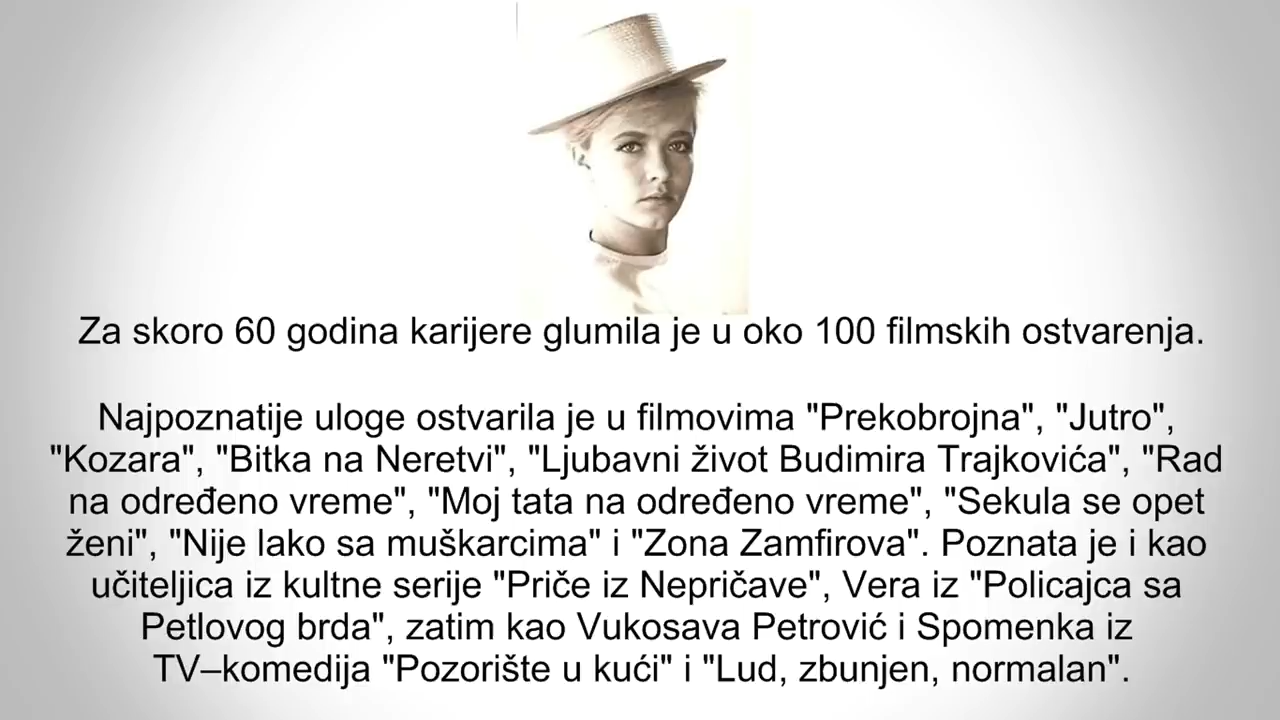 Za skoro 60 godina karijere glumila je u oko 100 filmskih ostvarenja.
Najpoznatije uloge ostvarila je u filmovima "Prekobrojna", "Jutro",
"Kozara", "Bitka na Neretvi", "Ljubavni život Budimira Trajkovića", "Rad
na određeno vreme", "Moj tata na određeno vreme", "Sekula se opet
ženi", "Nije lako sa muškarcima" i "Zona Zamfirova". Poznata je i kao
učiteljica iz kultne serije "Priče iz Nepričave", Vera iz "Policajca sa
Petlovog brda", zatim kao Vukosava Petrović i Spomenka iz
TV–komedija "Pozorište u kući" i "Lud, zbunjen, normalan".